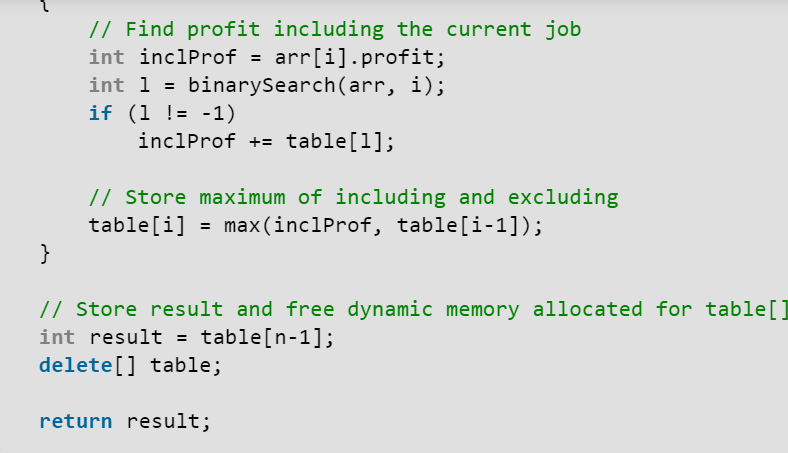 {
// Find profit including the current job
int inclProf = arr[i].profit;
int l = binarySearch(arr, i);
if (l != -1)
inclProf += table[l];
// Store maximum of including and excluding
table[i] = max(inclProf, table[i-1]);
}
// Store result and free dynamic memory allocated for table[]
int result = table[n-1];
delete[] table;
return result;